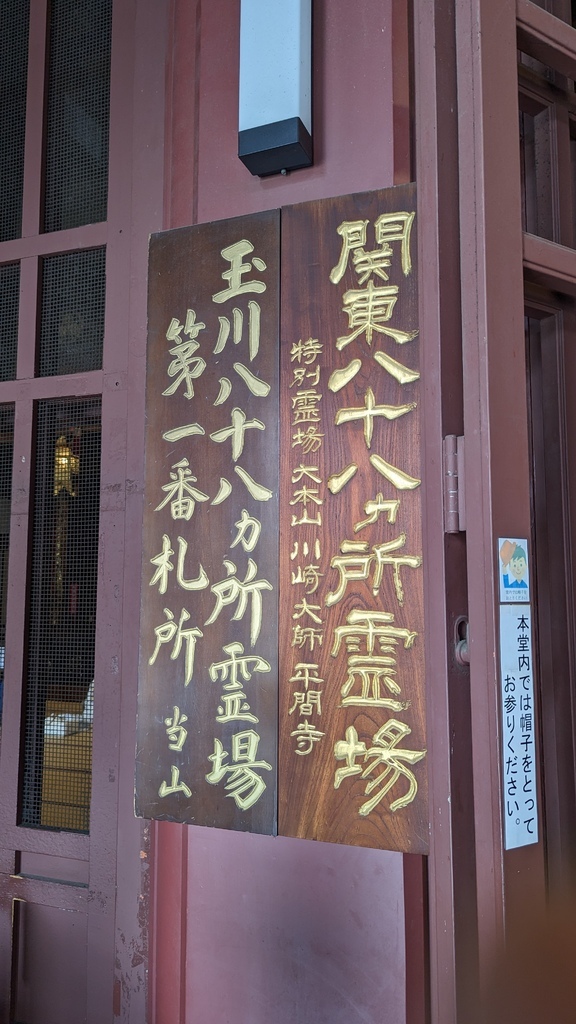 関東八十八ヵ所霊場
特別霊場 大本山 川崎大師 平間寺
玉川八十八ヵ所霊場
第一番札所 当山
本堂内では帽子をとって
お参りください。